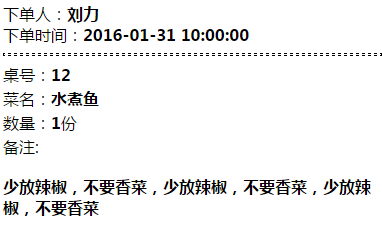 下单人：刘力
下单时间：2016-01-31 10:00:00
桌号：12
菜名：水煮鱼
数量：1份
备注:
少放辣椒，不要香菜，少放辣椒，不要香菜，少放辣
椒，不要香菜